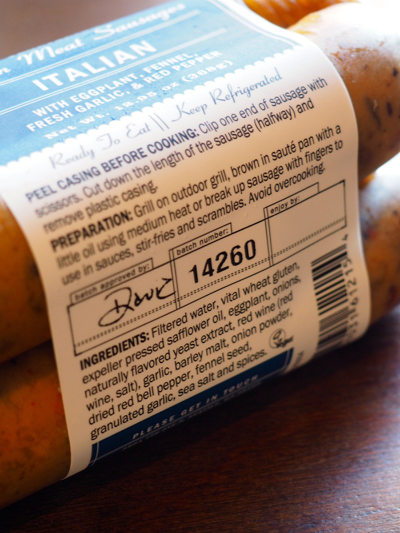 Meat Sausages
ITALIAN
WITH EGGPLANT, FENNEL,
FRESH GARLIC, & RED PEPPER
Ready To Eat || Keep Refrigerated
PEEL CASING BEFORE COOKING: Clip one end of sausage with
scissors. Cut down the length of the sausage (halfway) and
remove plastic casing.
PREPARATION: Grill on outdoor grill, brown in sauté pan with a
little oil using medium heat or break up sausage with fingers to
use in sauces, stir-fries and scrambles. Avoid overcooking.
batch approved by:
batch number:
enjoy by:
Dave
14260
INGREDIENTS: Filtered water, vital wheat gluten,
expeller pressed safflower oil, eggplant, onions,
naturally flavored yeast extract, red wine (red
wine, salt), garlic, barley malt, onion powder,
dried red bell pepper, fennel seed,
granulated garlic, sea salt and spices.
Vegan
PLEASE GET IN TOUCH